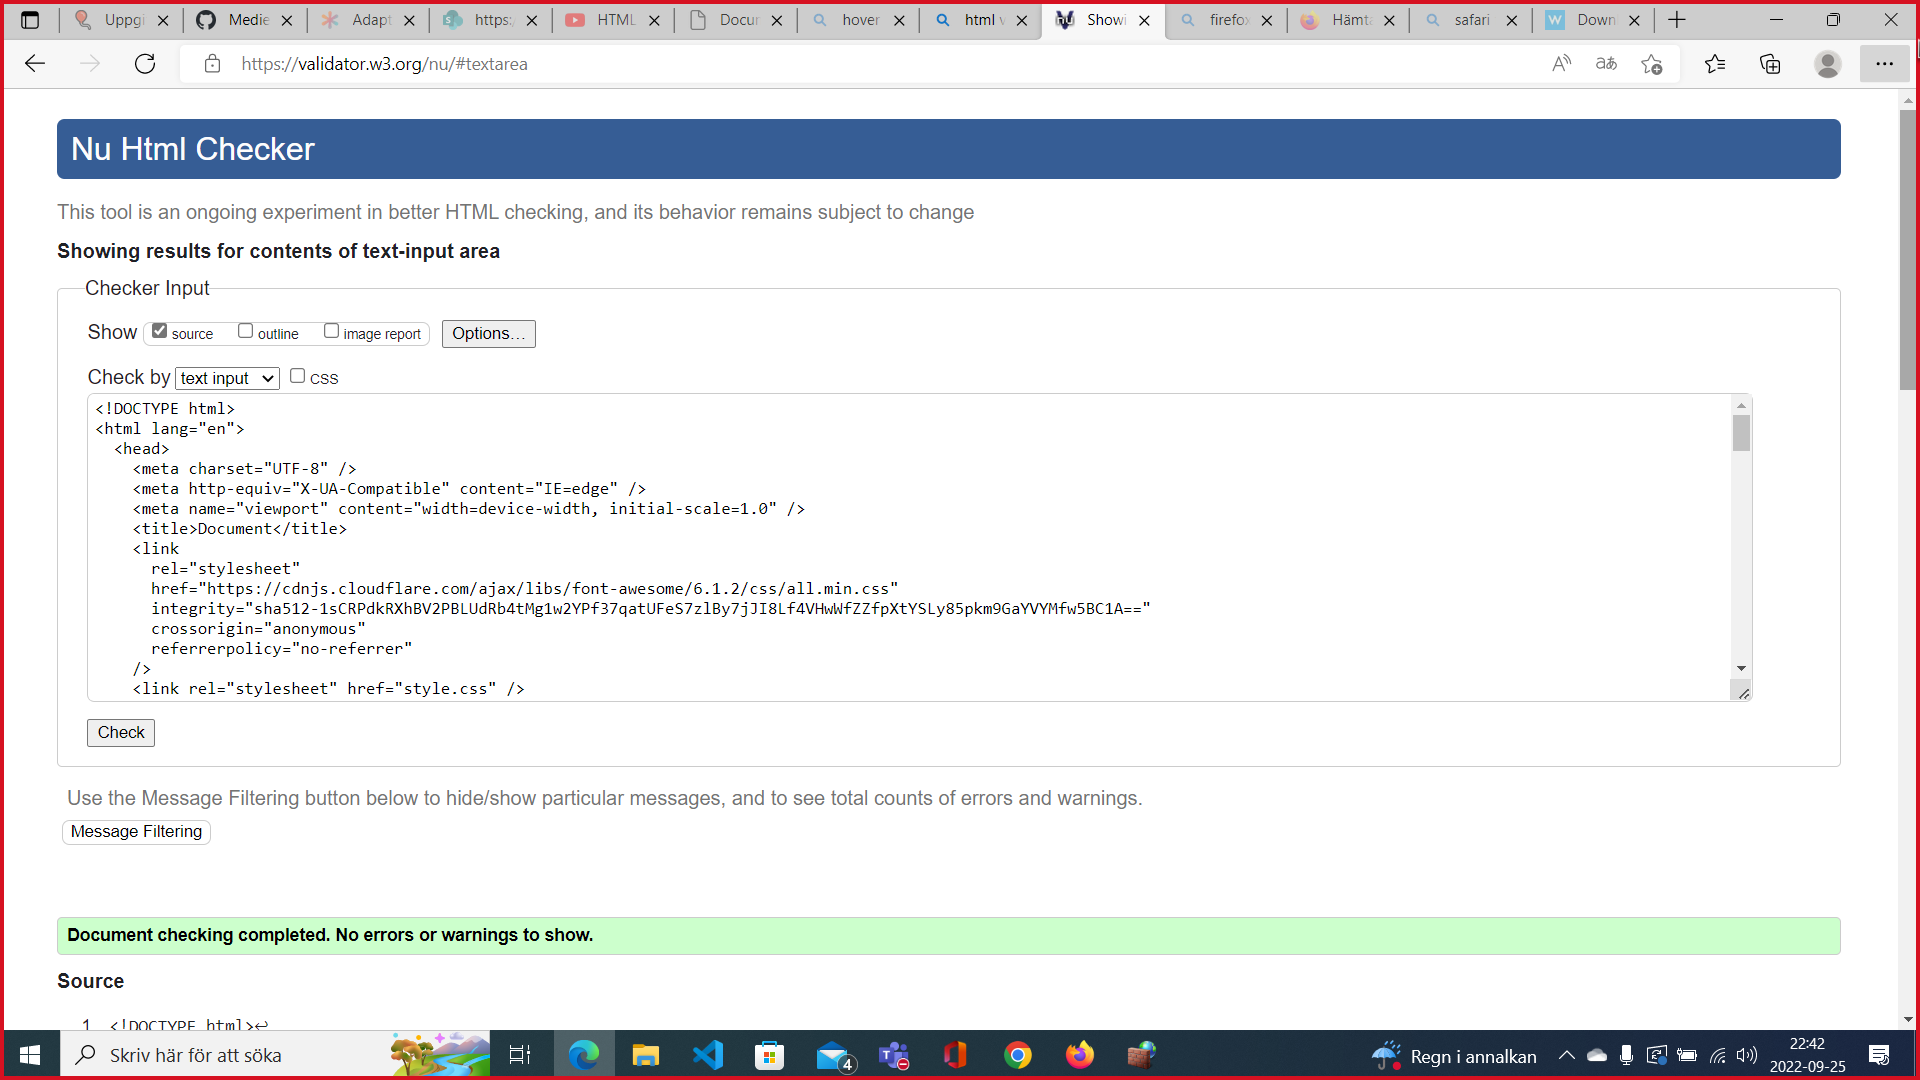 Uppgi
Medie
Adapt
https:/
HTML
Docur
hover
html v
Showi
firefox
Hämta
safari
Down
https://validator.w3.org/nu/#textarea
Nu Html Checker
This tool is an ongoing experiment in better HTML checking, and its behavior remains subject to change
Showing results for contents of text-input area
Checker Input
Show source outline image report Options...
Check by text input CSS
<!DOCTYPE html>
<html lang="en">
<head>
<meta charset="UTF-8" />
<meta http-equiv="X-UA-Compatible" content="IE=edge" />
<meta name="viewport" content="width=device-width, initial-scale=1.0" />
<title>Document</title>
<link
rel="stylesheet"
href="https://cdnjs.cloudflare.com/ajax/libs/font-awesome/6.1.2/css/all.min.css"
integrity="sha512-1sCRPdkRXhBV2PBLUdRb4tMg1w2YPf37qatUFeS7zlBy7jJI8Lf4VHwWfZZfpXtYSLy85pkm9GaYVYMfw5BC1A=="
crossorigin="anonymous"
referrerpolicy="no-referrer"
/>
<link rel="stylesheet" href="style.css" />
Check
Use the Message Filtering button below to hide/show particular messages, and to see total counts of errors and warnings.
Message Filtering
Document checking completed. No errors or warnings to show.
Source
1 <!DOCTYPE html>↩
Skriv här för att söka
4
Regn i annalkan
22:42
2022-09-25